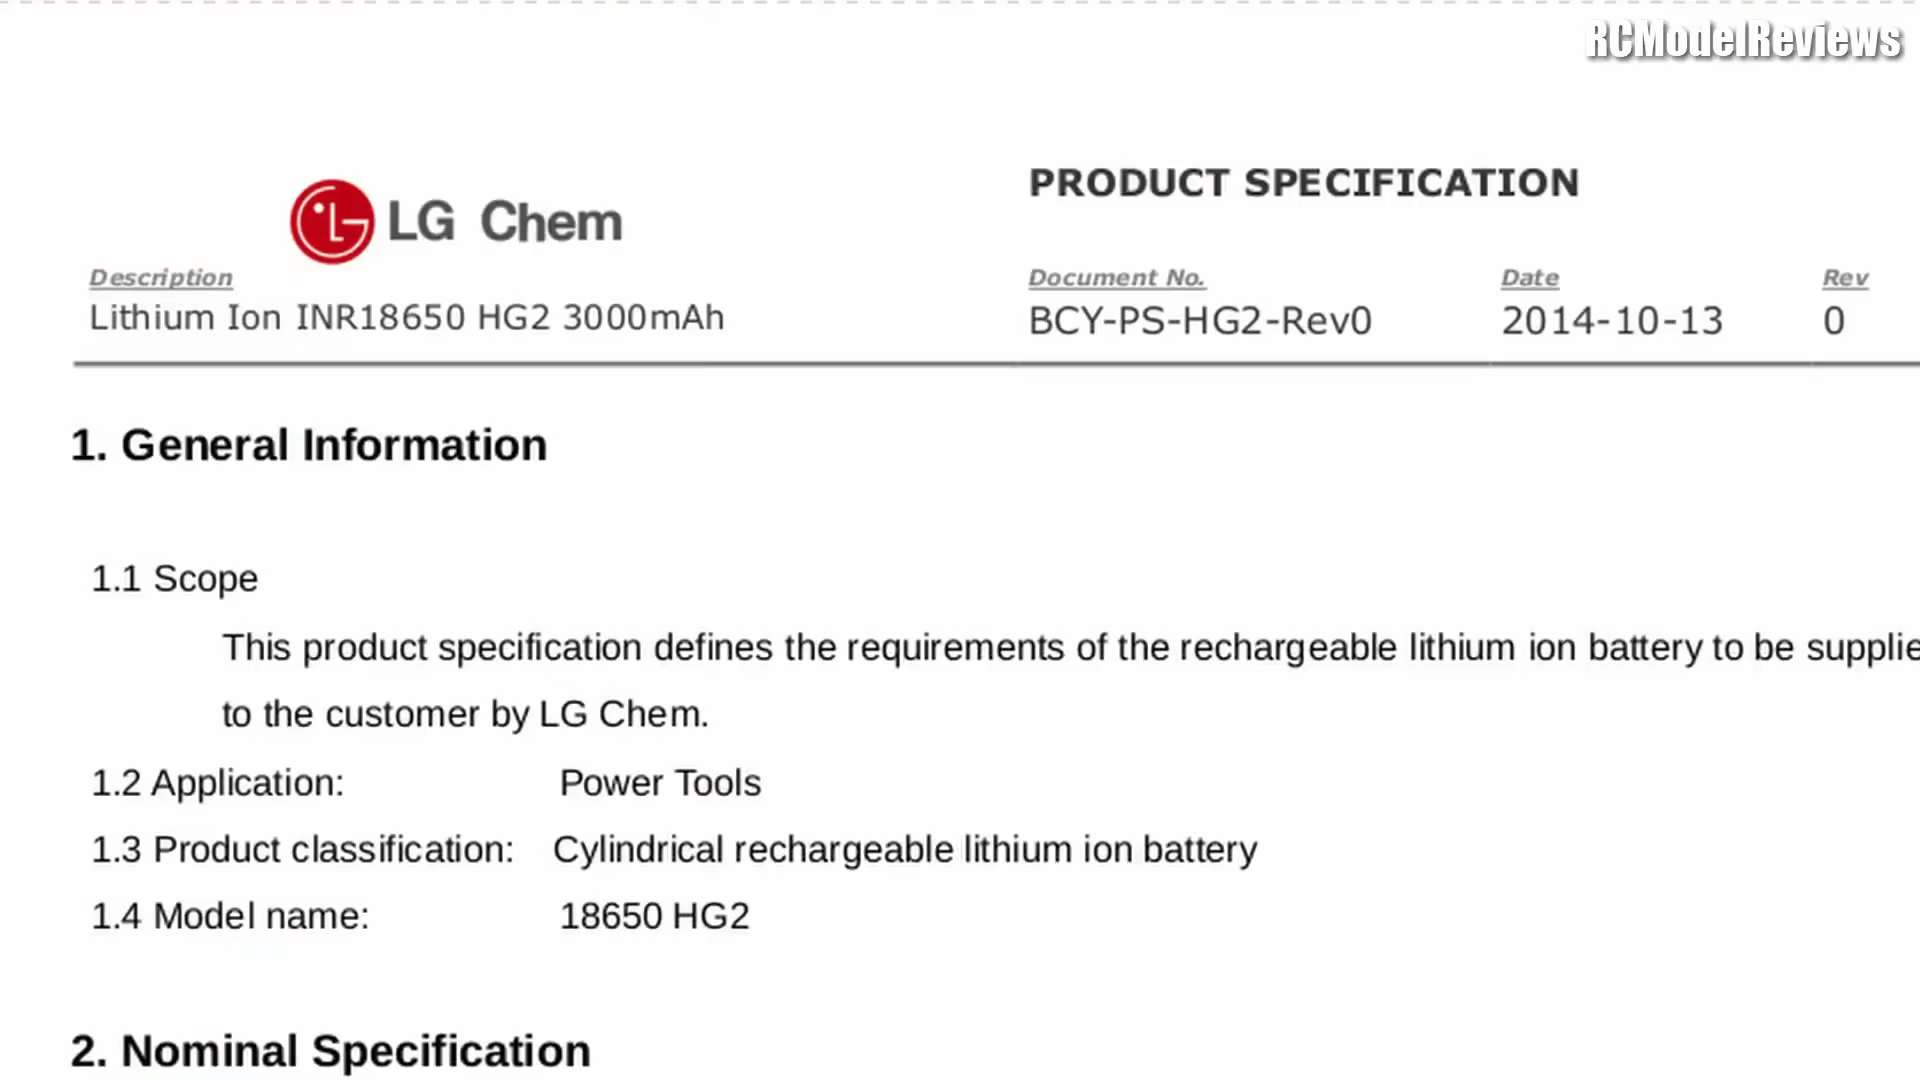 RCModelReviews
LG Chem
PRODUCT SPECIFICATION
Description
Lithium Ion INR18650 HG2 3000mAh
Document No.
BCY-PS-HG2-Rev0
Date
2014-10-13
Rev
0
1. General Information
1.1 Scope
This product specification defines the requirements of the rechargeable lithium ion battery to be supplie
to the customer by LG Chem.
1.2 Application: Power Tools
1.3 Product classification: Cylindrical rechargeable lithium ion battery
1.4 Model name: 18650 HG2
2. Nominal Specification